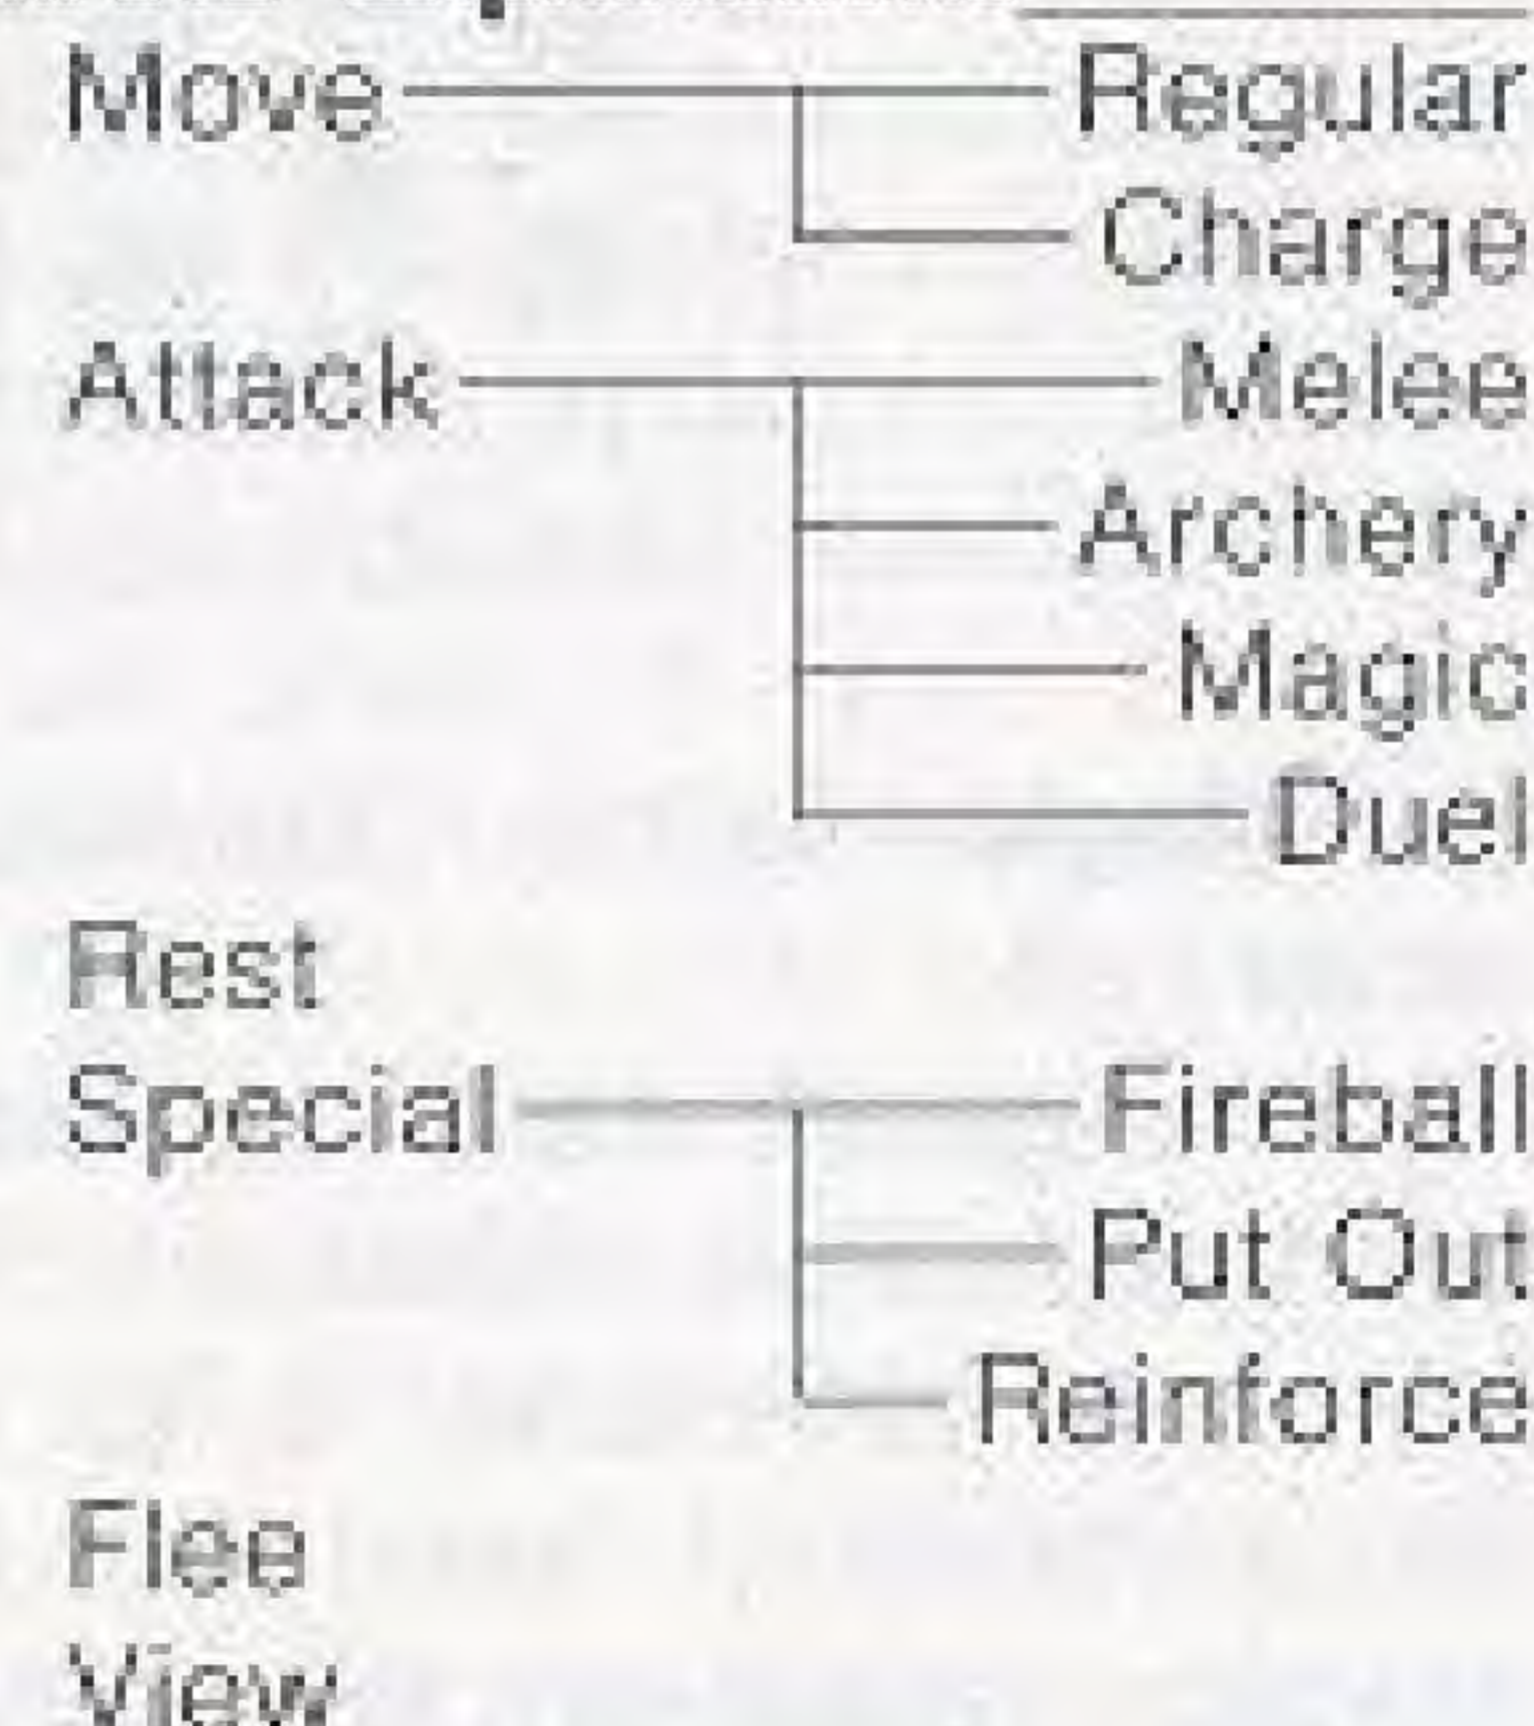 Move Regular
Charge
Attack Melee
Archery
Magic
Duel
Rest
Special Fireball
Put Out
Reinforce
Flee
View